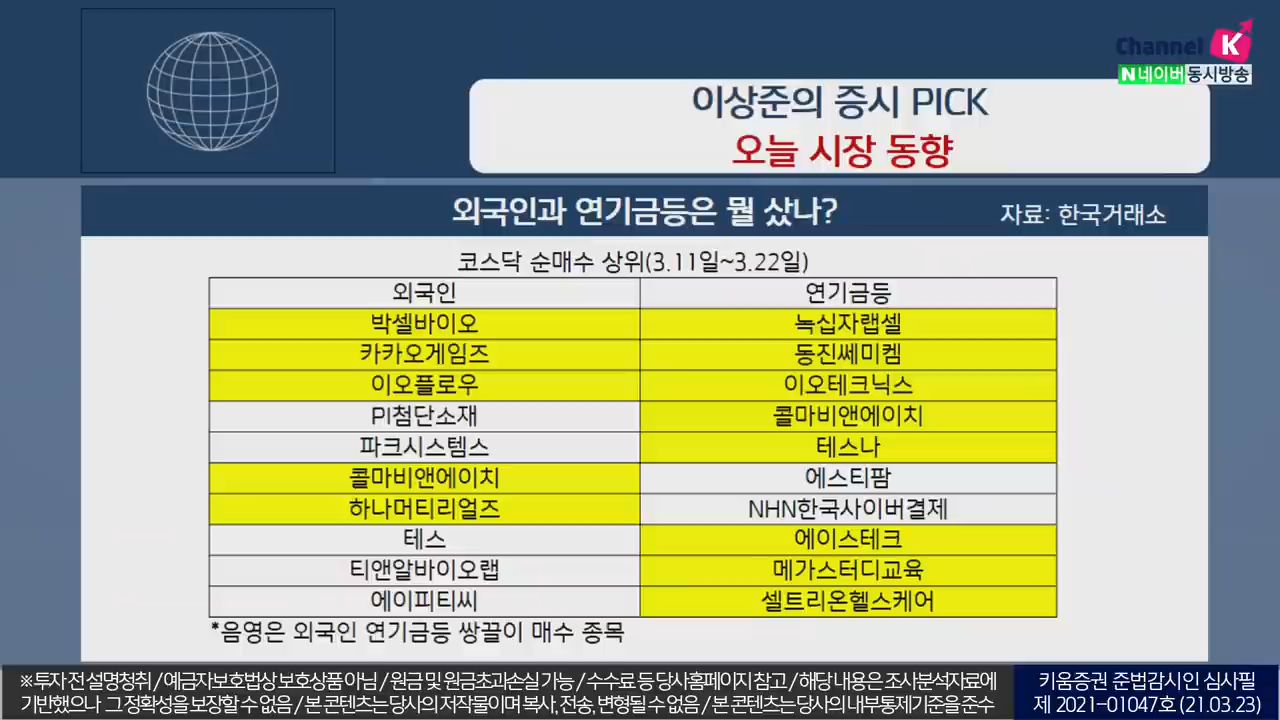 Channel K
N네이버동시방송
이상준의 증시 PICK
오늘 시장 동향
외국인과 연기금등은 뭘 샀나?
자료: 한국거래소
코스닥 순매수 상위(3.11일~3.22일)
외국인 연기금등
박셀바이오 녹십자랩셀
카카오게임즈 동진쎄미켐
이오플로우 이오테크닉스
PI첨단소재 콜마비앤에이치
파크시스템스 테스나
콜마비앤에이치 에스티팜
하나머티리얼즈 NHN한국사이버결제
테스 에이스테크
티앤알바이오랩 메가스터디교육
에이피티씨 셀트리온헬스케어
*음영은 외국인 연기금등 쌍끌이 매수 종목
※투자 전 설명청취 / 예금자보호법상 보호상품 아님 / 원금 및 원금초과손실 가능 / 수수료 등 당사홈페이지 참고 / 해당 내용은 조사분석자료에
기반했으나 그 정확성을 보장할 수 없음 / 본 콘텐츠는 당사의 저작물이며 복사, 전송, 변형될 수 없음 / 본 콘텐츠는 당사의 내부통제기준을 준수
키움증권 준법감시인 심사필
제 2021-01047호 (21.03.23)